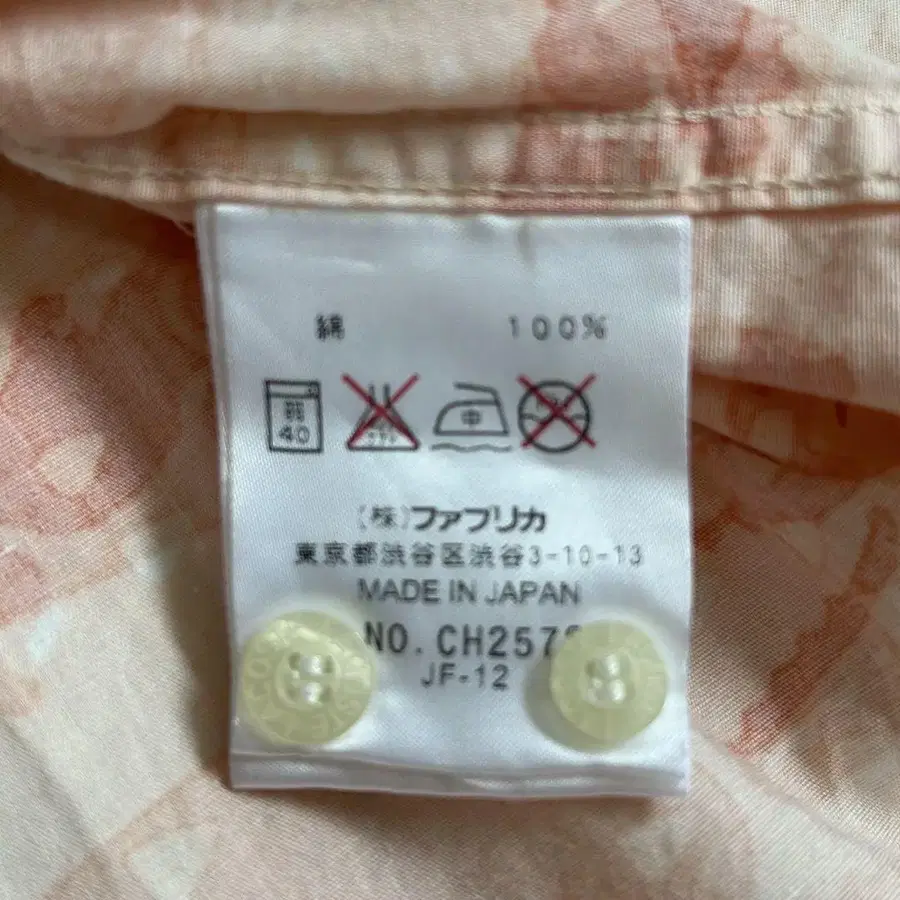 綿 100%
弱 40 中
(株)ファブリカ
東京都渋谷区渋谷3-10-13
MADE IN JAPAN
NO. CH257
JF-12